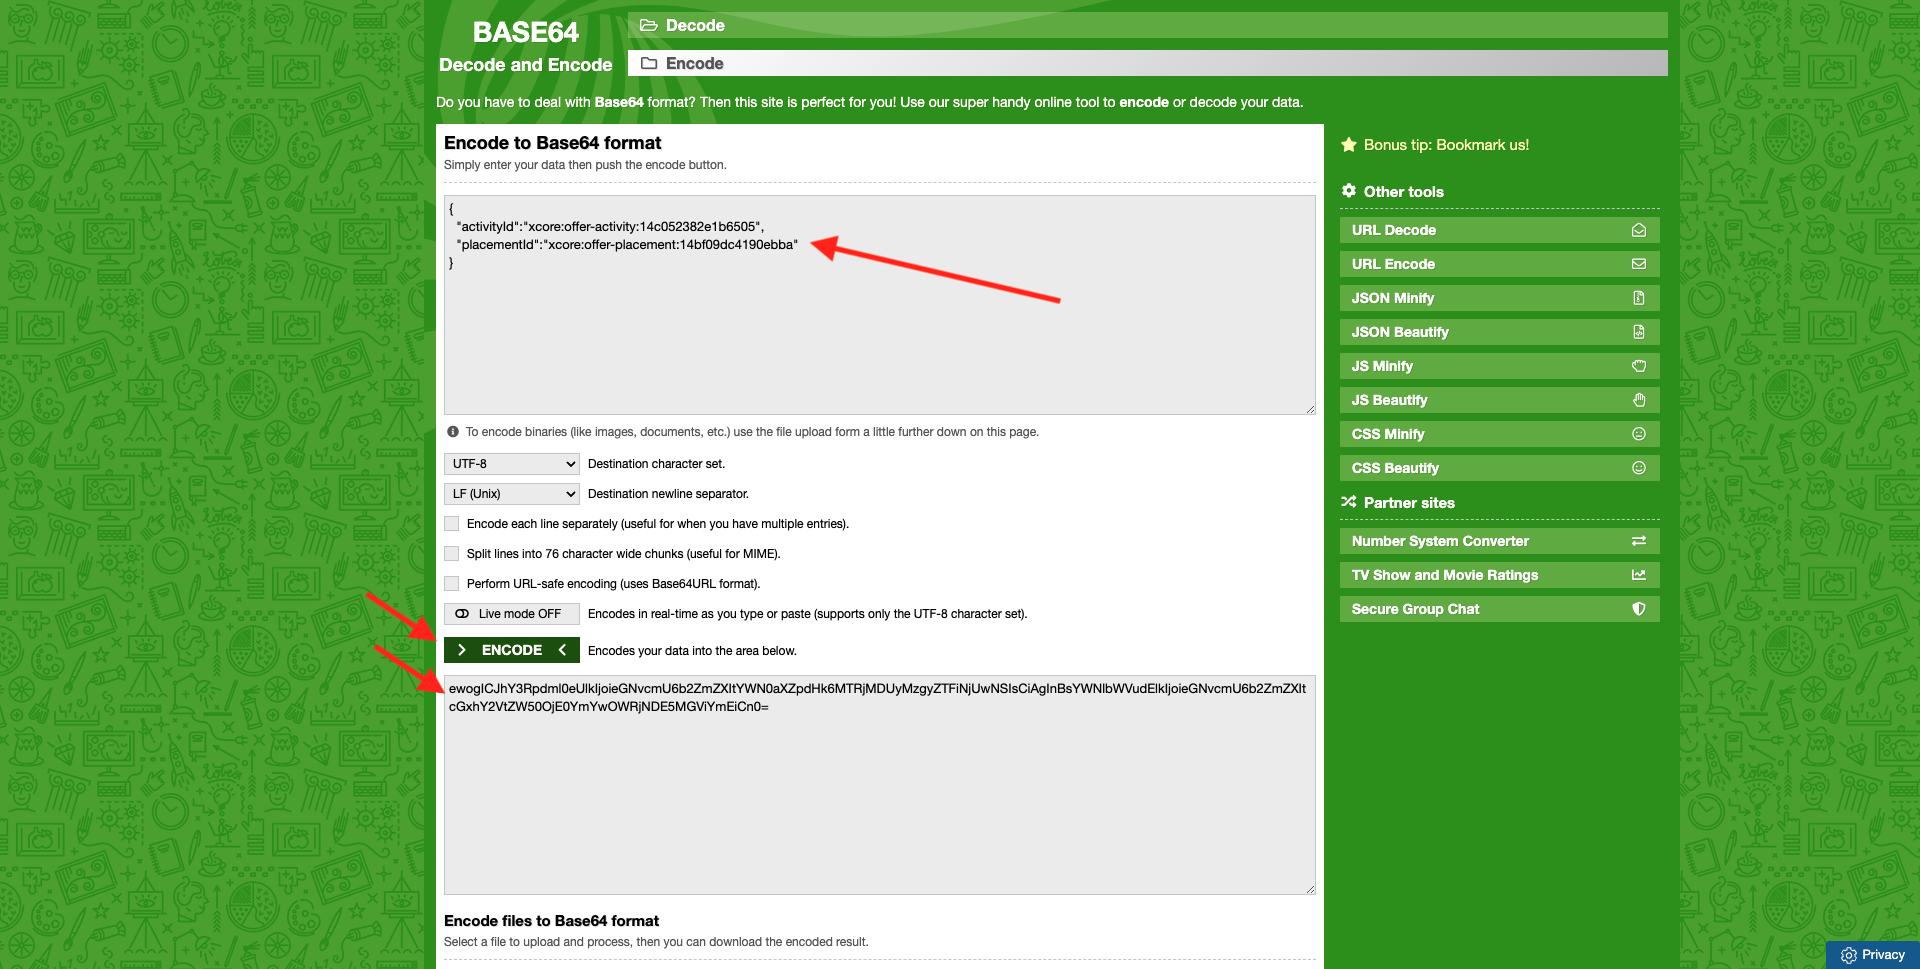 BASE64
Decode and Encode
Decode
Encode
Do you have to deal with Base64 format? Then this site is perfect for you! Use our super handy online tool to encode or decode your data.
Encode to Base64 format
Simply enter your data then push the encode button.
{
"activityId":"xcore:offer-activity:14c052382e1b6505",
"placementId":"xcore:offer-placement:14bf09dc4190ebba"
}
To encode binaries (like images, documents, etc.) use the file upload form a little further down on this page.
UTF-8 Destination character set.
LF (Unix) Destination newline separator.
Encode each line separately (useful for when you have multiple entries).
Split lines into 76 character wide chunks (useful for MIME).
Perform URL-safe encoding (uses Base64URL format).
Live mode OFF Encodes in real-time as you type or paste (supports only the UTF-8 character set).
> ENCODE < Encodes your data into the area below.
ewogICJhY3Rpdml0eUlkIjoieGNvcmU6b2ZmZXItYWN0aXZpdHk6MTRjMDUyMzgyZTFiNjUwNSIsCiAgInBsYWNlbWVudElkIjoieGNvcmU6b2ZmZXIt
cGxhY2VtZW50OjE0YmYwOWRjNDE5MGViYmEiCn0=
Encode files to Base64 format
Select a file to upload and process, then you can download the encoded result.
Bonus tip: Bookmark us!
Other tools
URL Decode
URL Encode
JSON Minify
JSON Beautify
JS Minify
JS Beautify
CSS Minify
CSS Beautify
Partner sites
Number System Converter
TV Show and Movie Ratings
Secure Group Chat
Privacy